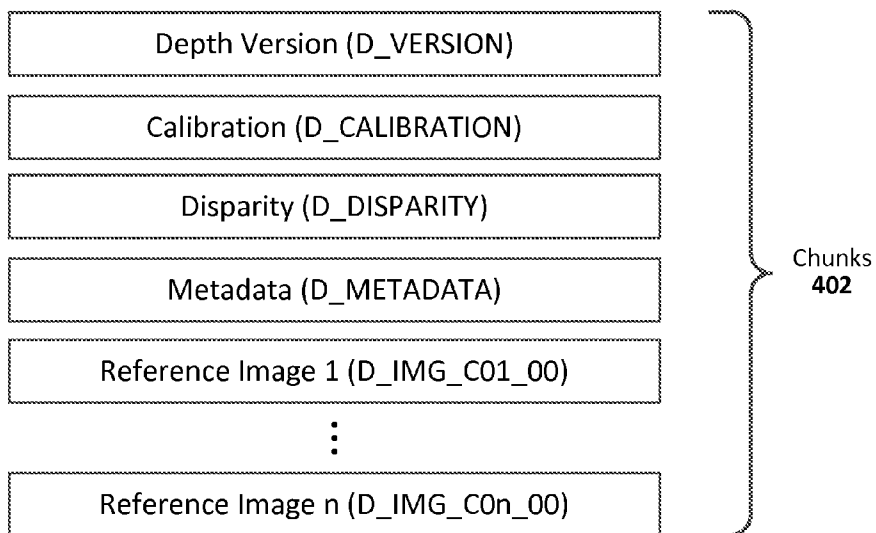 Depth Version (D_VERSION)
Calibration (D_CALIBRATION)
Disparity (D_DISPARITY)
Metadata (D_METADATA)
Reference Image 1 (D_IMG_C01_00)
Reference Image n (D_IMG_C0n_00)
Chunks
402